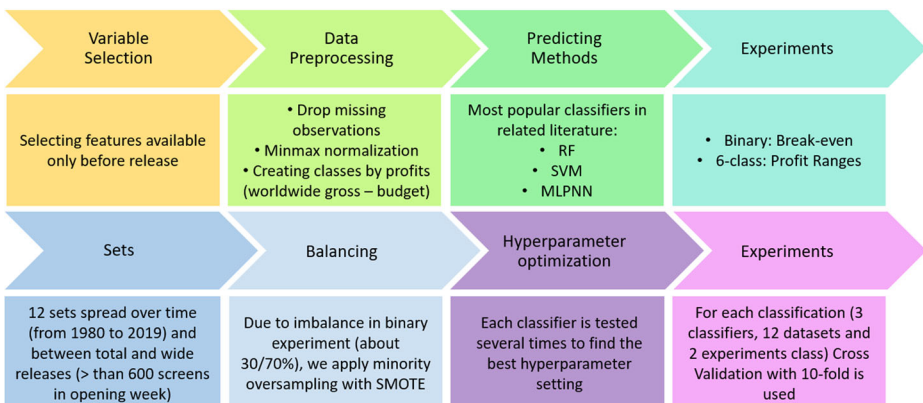 Variable
Selection
Data
Preprocessing
Predicting
Methods
Experiments
Selecting features available
only before release
• Drop missing
observations
• Minmax normalization
• Creating classes by profits
(worldwide gross – budget)
Most popular classifiers in
related literature:
• RF
• SVM
• MLPNN
• Binary: Break-even
• 6-class: Profit Ranges
Sets
Balancing
Hyperparameter
optimization
Experiments
12 sets spread over time
(from 1980 to 2019) and
between total and wide
releases (> than 600 screens
in opening week)
Due to imbalance in binary
experiment (about
30/70%), we apply minority
oversampling with SMOTE
Each classifier is tested
several times to find the
best hyperparameter
setting
For each classification (3
classifiers, 12 datasets and
2 experiments class) Cross
Validation with 10-fold is
used